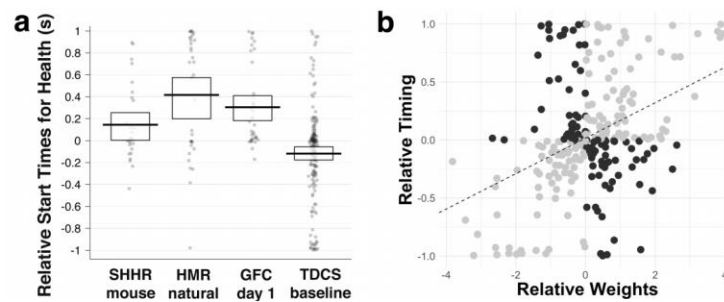 a
Relative Start Times for Health (s)
1
0.8
0.6
0.4
0.2
0
-0.2
-0.4
-0.6
-0.8
-1
SHHR HMR GFC TDCS
mouse natural day 1 baseline
b
Relative Timing
1.0
0.5
0.0
-0.5
-1.0
-4 -2 0 2 4
Relative Weights